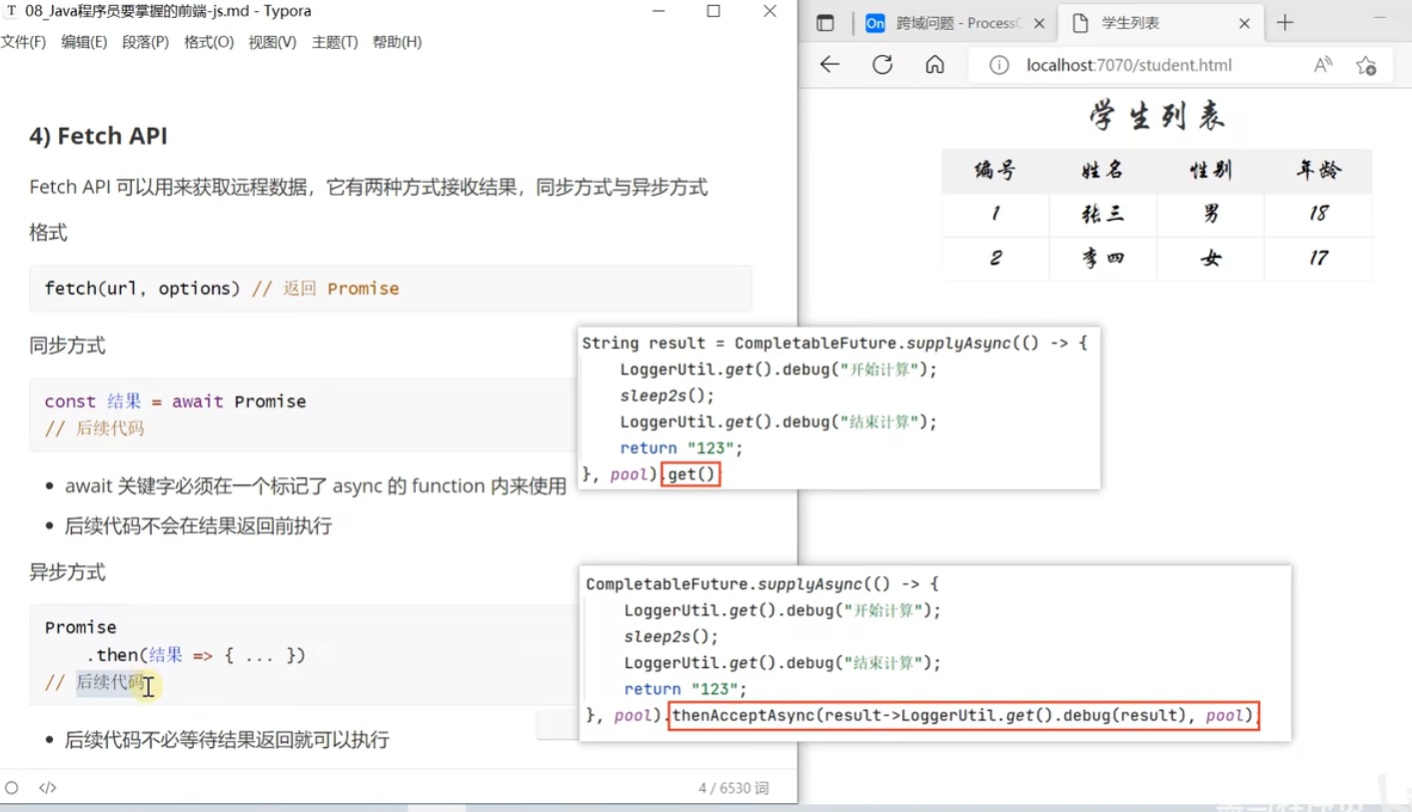 08_Java程序员要掌握的前端-js.md - Typora
文件(F) 编辑(E) 段落(P) 格式(O) 视图(V) 主题(T) 帮助(H)
4) Fetch API
Fetch API 可以用来获取远程数据，它有两种方式接收结果，同步方式与异步方式
格式
fetch(url, options) // 返回 Promise
同步方式
const 结果 = await Promise
// 后续代码
• await 关键字必须在一个标记了 async 的 function 内来使用
• 后续代码不会在结果返回前执行
异步方式
Promise
.then(结果 => { ... })
// 后续代码
• 后续代码不必等待结果返回就可以执行
</> 4 / 6530 词
On 跨域问题 - Process
学生列表
localhost:7070/student.html
学生列表
编号 姓名 性别 年龄
1 张三 男 18
2 李四 女 17
String result = CompletableFuture.supplyAsync(() -> {
LoggerUtil.get().debug("开始计算");
sleep2s();
LoggerUtil.get().debug("结束计算");
return "123";
}, pool).get()
CompletableFuture.supplyAsync(() -> {
LoggerUtil.get().debug("开始计算");
sleep2s();
LoggerUtil.get().debug("结束计算");
return "123";
}, pool).thenAcceptAsync(result->LoggerUtil.get().debug(result), pool)